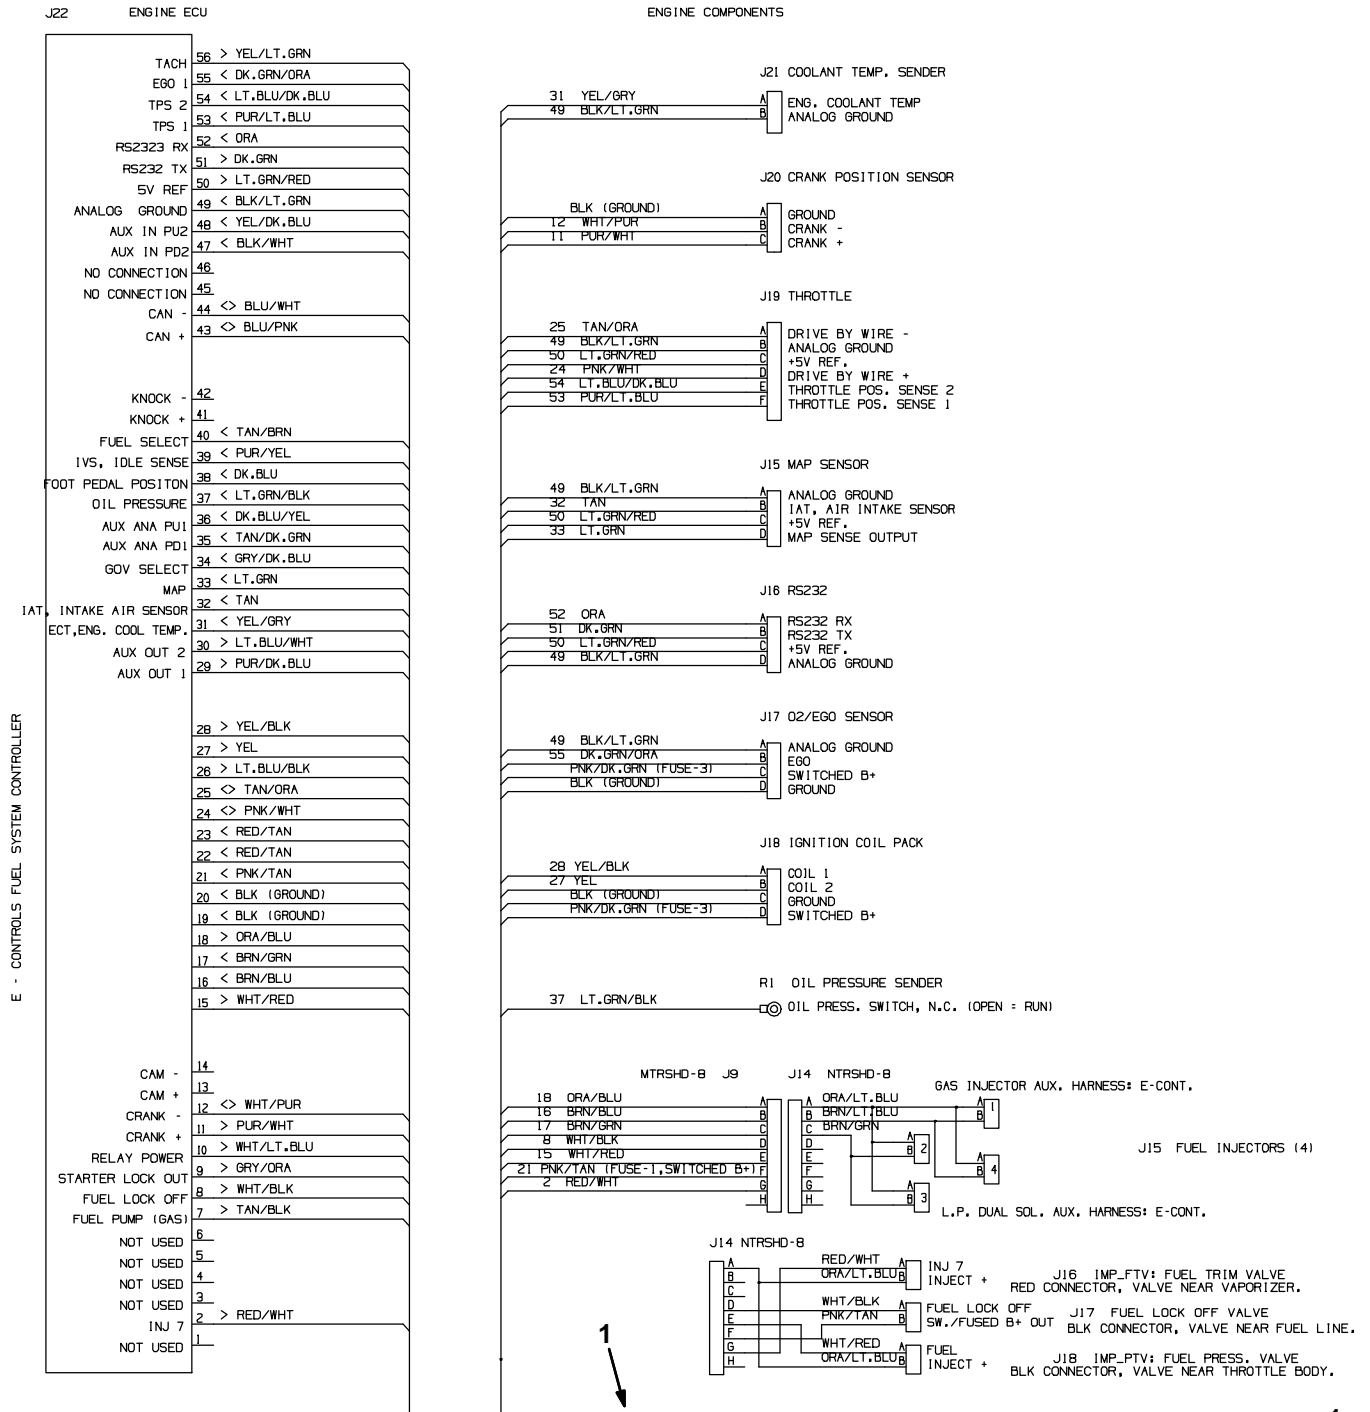 J22 ENGINE ECU
ENGINE COMPONENTS
TACH 56 > YEL/LT.GRN
EGO 1 55 < DK.GRN/ORA
TPS 2 54 < LT.BLU/DK.BLU
TPS 1 53 < PUR/LT.BLU
RS2323 RX 52 < ORA
RS232 TX 51 > DK.GRN
5V REF 50 > LT.GRN/RED
ANALOG GROUND 49 < BLK/LT.GRN
AUX IN PU2 48 < YEL/DK.BLU
AUX IN PD2 47 < BLK/WHT
NO CONNECTION 46
NO CONNECTION 45
CAN - 44 <> BLU/WHT
CAN + 43 <> BLU/PNK
KNOCK - 42
KNOCK + 41
FUEL SELECT 40 < TAN/BRN
IVS, IDLE SENSE 39 < PUR/YEL
FOOT PEDAL POSITON 38 < DK.BLU
OIL PRESSURE 37 < LT.GRN/BLK
AUX ANA PU1 36 < DK.BLU/YEL
AUX ANA PD1 35 < TAN/DK.GRN
GOV SELECT 34 < GRY/DK.BLU
MAP 33 < LT.GRN
IAT, INTAKE AIR SENSOR 32 < TAN
ECT,ENG. COOL TEMP. 31 < YEL/GRY
AUX OUT 2 30 > LT.BLU/WHT
AUX OUT 1 29 > PUR/DK.BLU
28 > YEL/BLK
27 > YEL
26 > LT.BLU/BLK
25 <> TAN/ORA
24 <> PNK/WHT
23 < RED/TAN
22 < RED/TAN
21 < PNK/TAN
20 < BLK (GROUND)
19 < BLK (GROUND)
18 > ORA/BLU
17 < BRN/GRN
16 < BRN/BLU
15 > WHT/RED
CAM - 14
CAM + 13
CRANK - 12 <> WHT/PUR
CRANK + 11 > PUR/WHT
RELAY POWER 10 > WHT/LT.BLU
STARTER LOCK OUT 9 > GRY/ORA
FUEL LOCK OFF 8 > WHT/BLK
FUEL PUMP (GAS) 7 > TAN/BLK
NOT USED 6
NOT USED 5
NOT USED 4
NOT USED 3
INJ 7 2 > RED/WHT
NOT USED 1
E - CONTROLS FUEL SYSTEM CONTROLLER
J21 COOLANT TEMP. SENDER
31 YEL/GRY A ENG. COOLANT TEMP
49 BLK/LT.GRN B ANALOG GROUND
J20 CRANK POSITION SENSOR
BLK (GROUND) A GROUND
12 WHT/PUR B CRANK -
11 PUR/WHT C CRANK +
J19 THROTTLE
25 TAN/ORA A DRIVE BY WIRE -
49 BLK/LT.GRN B ANALOG GROUND
50 LT.GRN/RED C +5V REF.
24 PNK/WHT D DRIVE BY WIRE +
54 LT.BLU/DK.BLU E THROTTLE POS. SENSE 2
53 PUR/LT.BLU F THROTTLE POS. SENSE 1
J15 MAP SENSOR
49 BLK/LT.GRN A ANALOG GROUND
32 TAN B IAT, AIR INTAKE SENSOR
50 LT.GRN/RED C +5V REF.
33 LT.GRN D MAP SENSE OUTPUT
J16 RS232
52 ORA A RS232 RX
51 DK.GRN B RS232 TX
50 LT.GRN/RED C +5V REF.
49 BLK/LT.GRN D ANALOG GROUND
J17 O2/EGO SENSOR
49 BLK/LT.GRN A ANALOG GROUND
55 DK.GRN/ORA B EGO
PNK/DK.GRN (FUSE-3) C SWITCHED B+
BLK (GROUND) D GROUND
J18 IGNITION COIL PACK
28 YEL/BLK A COIL 1
27 YEL B COIL 2
BLK (GROUND) C GROUND
PNK/DK.GRN (FUSE-3) D SWITCHED B+
R1 OIL PRESSURE SENDER
37 LT.GRN/BLK OIL PRESS. SWITCH, N.C. (OPEN = RUN)
MTRSHD-8 J9 J14 NTRSHD-8
GAS INJECTOR AUX. HARNESS: E-CONT.
18 ORA/BLU A A ORA/LT.BLU A 1
16 BRN/BLU B B BRN/LT.BLU B
17 BRN/GRN C C BRN/GRN
8 WHT/BLK D D A 2
15 WHT/RED E E B
J15 FUEL INJECTORS (4)
21 PNK/TAN (FUSE-1,SWITCHED B+) F F A 4
2 RED/WHT G G B
H H A 3
B
L.P. DUAL SOL. AUX. HARNESS: E-CONT.
J14 NTRSHD-8
A RED/WHT A INJ 7
B ORA/LT.BLU B INJECT +
J16 IMP_FTV: FUEL TRIM VALVE
RED CONNECTOR, VALVE NEAR VAPORIZER.
C
D WHT/BLK A FUEL LOCK OFF
E PNK/TAN B SW./FUSED B+ OUT
J17 FUEL LOCK OFF VALVE
BLK CONNECTOR, VALVE NEAR FUEL LINE.
F
G WHT/RED A FUEL
H ORA/LT.BLU B INJECT +
J18 IMP_PTV: FUEL PRESS. VALVE
BLK CONNECTOR, VALVE NEAR THROTTLE BODY.
1